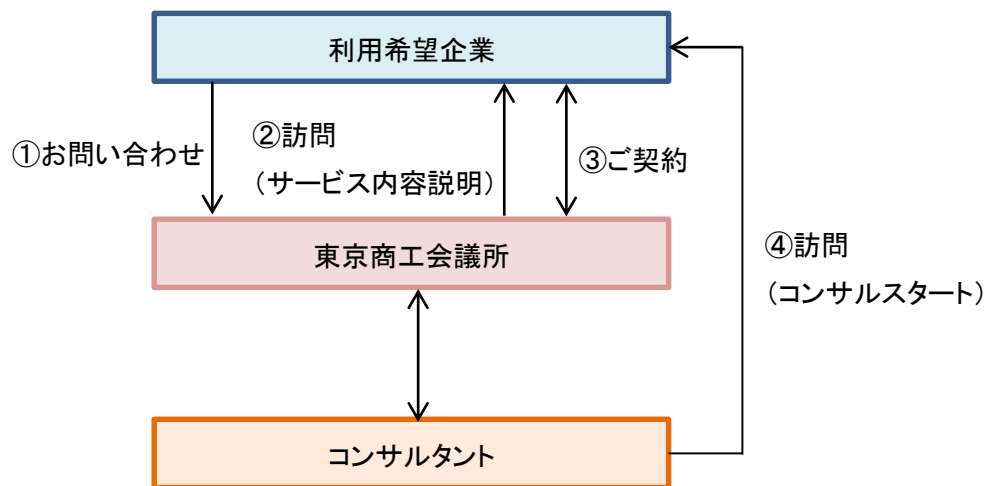 利用希望企業
①お問い合わせ
②訪問
（サービス内容説明）
③ご契約
東京商工会議所
④訪問
（コンサルスタート）
コンサルタント